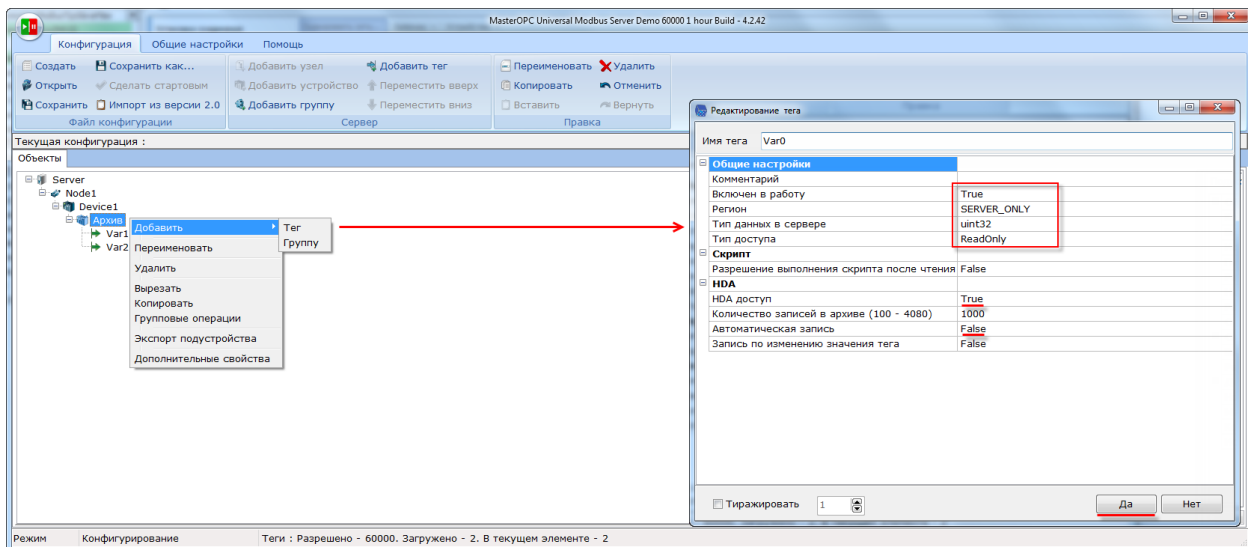 MasterOPC Universal Modbus Server Demo 60000 1 hour Build - 4.2.42
Конфигурация Общие настройки Помощь
Создать Сохранить как... Добавить узел Добавить тег Переименовать Удалить
Открыть Сделать стартовым Добавить устройство Переместить вверх Копировать Отменить
Сохранить Импорт из версии 2.0 Добавить группу Переместить вниз Вставить Вернуть
Файл конфигурации Сервер Правка
Текущая конфигурация :
Объекты
Server
Node1
Device1
Архив
Var1
Var2
Добавить
Переименовать
Удалить
Вырезать
Копировать
Групповые операции
Экспорт подустройства
Дополнительные свойства
Тег
Группу
Редактирование тега
Имя тега Var0
Общие настройки
Комментарий
Включен в работу True
Регион SERVER_ONLY
Тип данных в сервере uint32
Тип доступа ReadOnly
Скрипт
Разрешение выполнения скрипта после чтения False
HDA
HDA доступ True
Количество записей в архиве (100 - 4080) 1000
Автоматическая запись False
Запись по изменению значения тега False
Тиражировать 1 Да Нет
Режим Конфигурирование Теги : Разрешено - 60000. Загружено - 2. В текущем элементе - 2